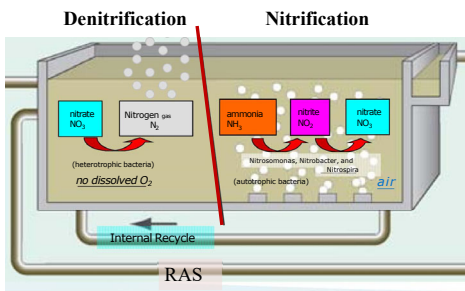 Denitrification
Nitrification
nitrate
NO3
Nitrogen gas
N2
ammonia
NH3
nitrite
NO2
nitrate
NO3
(heterotrophic bacteria)
no dissolved O2
Nitrosomonas, Nitrobacter, and
Nitrospira
(autotrophic bacteria)
air
Internal Recycle
RAS